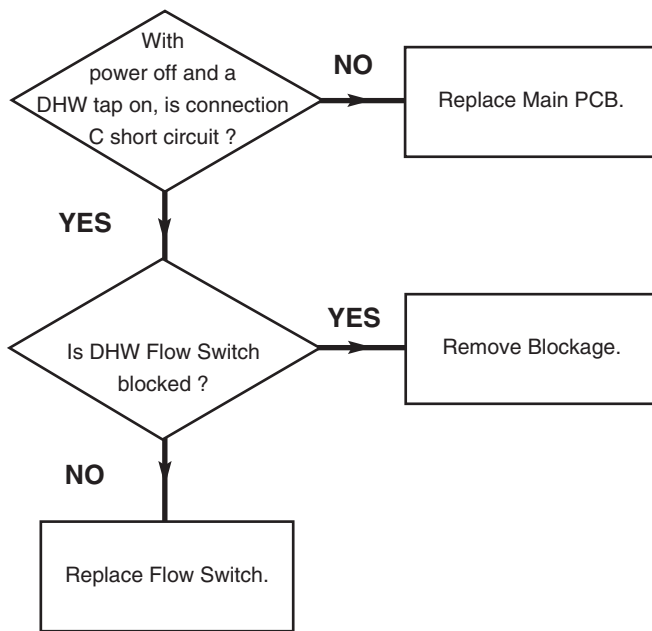 With
power off and a
DHW tap on, is connection
C short circuit ?
NO
Replace Main PCB.
YES
Is DHW Flow Switch
blocked ?
YES
Remove Blockage.
NO
Replace Flow Switch.